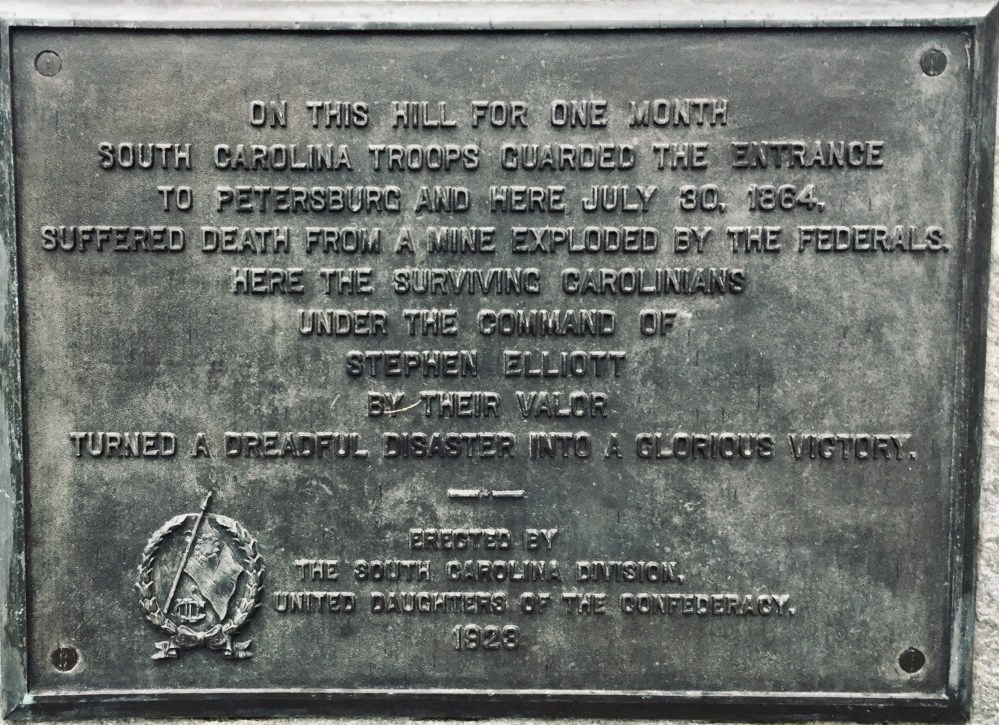 ON THIS HILL FOR ONE MONTH
SOUTH CAROLINA TROOPS GUARDED THE ENTRANCE
TO PETERSBURG AND HERE JULY 30, 1864,
SUFFERED DEATH FROM A MINE EXPLODED BY THE FEDERALS.
HERE THE SURVIVING CAROLINIANS
UNDER THE COMMAND OF
STEPHEN ELLIOTT
BY THEIR VALOR
TURNED A DREADFUL DISASTER INTO A GLORIOUS VICTORY.
ERECTED BY
THE SOUTH CAROLINA DIVISION,
UNITED DAUGHTERS OF THE CONFEDERACY.
1923